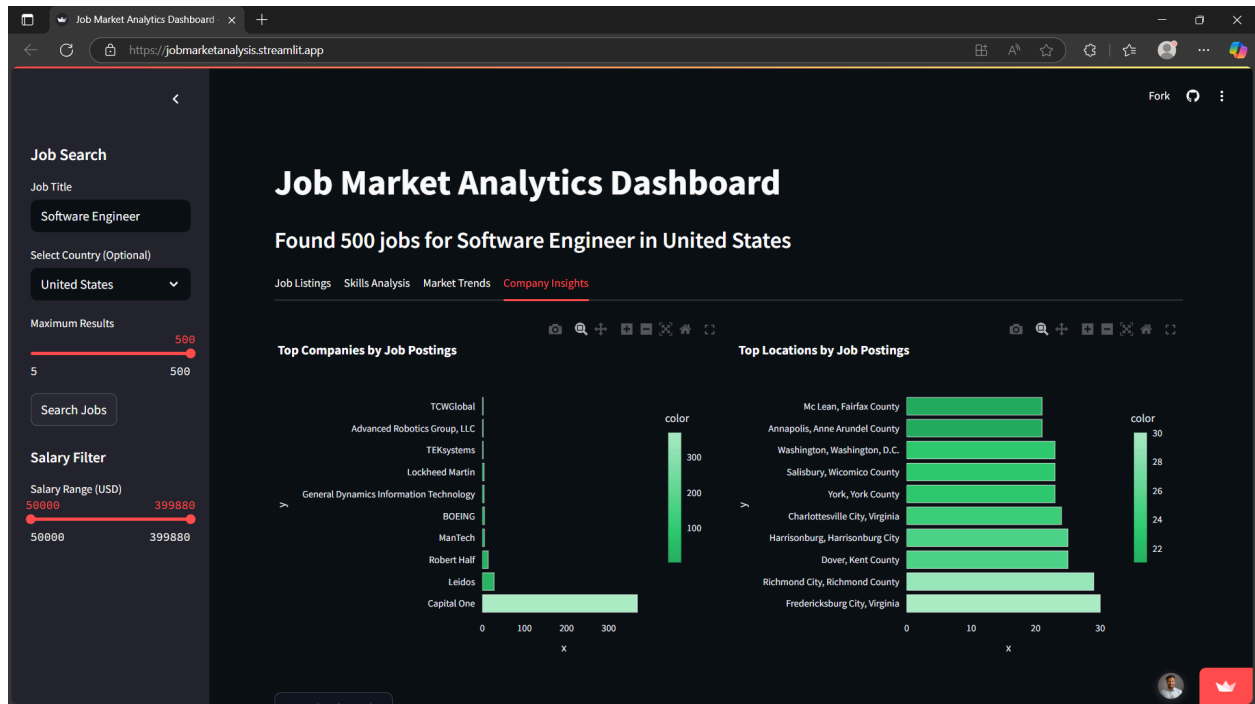 Job Market Analytics Dashboard
https://jobmarketanalysis.streamlit.app
Fork
Job Search
Job Title
Software Engineer
Select Country (Optional)
United States
Maximum Results
500
5 500
Search Jobs
Salary Filter
Salary Range (USD)
50000 399880
50000 399880
Job Market Analytics Dashboard
Found 500 jobs for Software Engineer in United States
Job Listings Skills Analysis Market Trends Company Insights
Top Companies by Job Postings
TCWGlobal
Advanced Robotics Group, LLC
TEKsystems
Lockheed Martin
General Dynamics Information Technology
BOEING
ManTech
Robert Half
Leidos
Capital One
y
0 100 200 300
x
color
300
200
100
Top Locations by Job Postings
Mc Lean, Fairfax County
Annapolis, Anne Arundel County
Washington, Washington, D.C.
Salisbury, Wicomico County
York, York County
Charlottesville City, Virginia
Harrisonburg, Harrisonburg City
Dover, Kent County
Richmond City, Richmond County
Fredericksburg City, Virginia
y
0 10 20 30
x
color
30
28
26
24
22